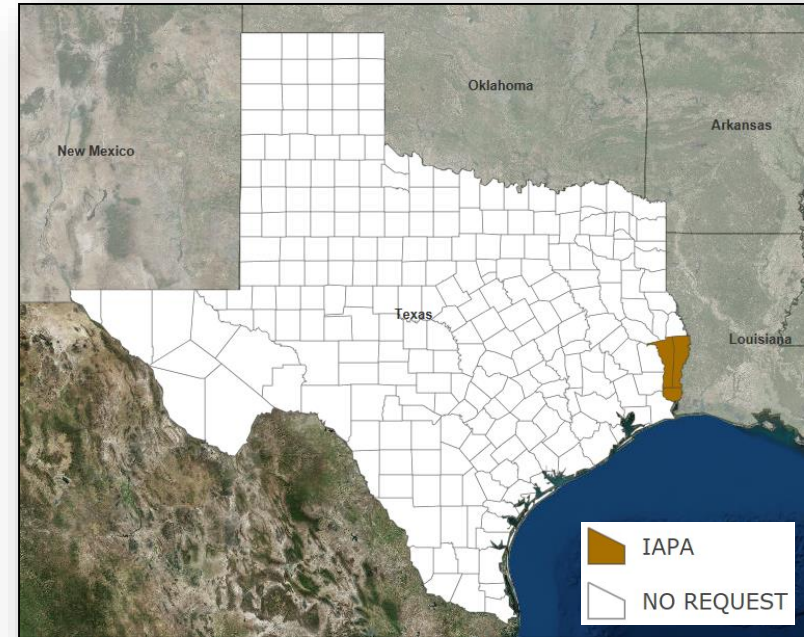 Oklahoma
Arkansas
New Mexico
Texas
Louisiana
IAPA
NO REQUEST